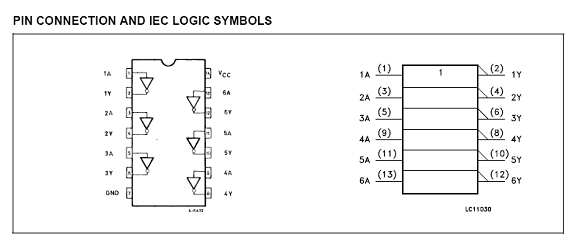 PIN CONNECTION AND IEC LOGIC SYMBOLS
1A 1 14 VCC
1Y 2 13 6A
2A 3 12 6Y
2Y 4 11 5A
3A 5 10 5Y
3Y 6 9 4A
GND 7 8 4Y
1A (1) 1 (2) 1Y
2A (3) (4) 2Y
3A (5) (6) 3Y
4A (9) (8) 4Y
5A (11) (10) 5Y
6A (13) (12) 6Y
LC11030